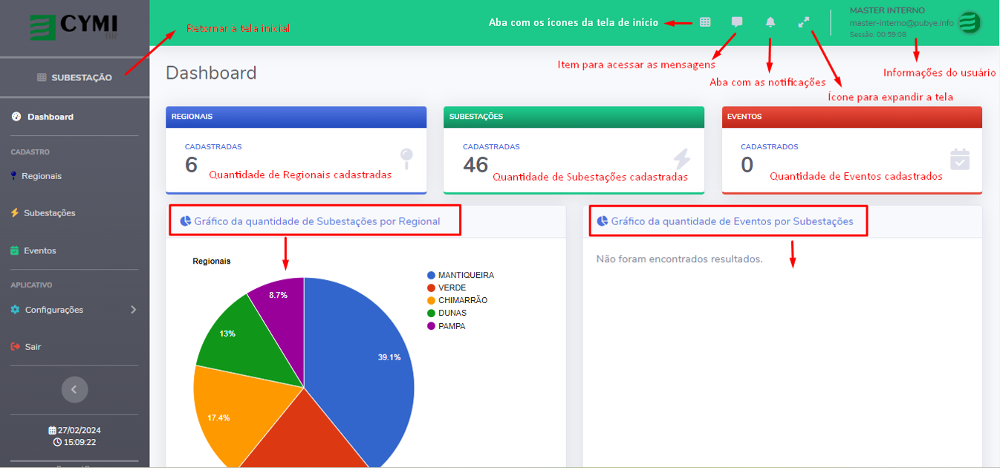 CYMI
BR
Retornar à tela inicial
Aba com os ícones da tela de início
MASTER INTERNO
master-interno@pubye.info
Sessão: 00:59:08
Item para acessar as mensagens
Aba com as notificações
Ícone para expandir a tela
Informações do usuário
SUBESTAÇÃO
Dashboard
CADASTRO
Regionais
Subestações
Eventos
APLICATIVO
Configurações
Sair
27/02/2024
15:09:22
Dashboard
REGIONAIS
CADASTRADAS
6
Quantidade de Regionais cadastradas
SUBESTAÇÕES
CADASTRADAS
46
Quantidade de Subestações cadastradas
EVENTOS
CADASTRADOS
0
Quantidade de Eventos cadastrados
Gráfico da quantidade de Subestações por Regional
Regionais
8.7%
13%
39.1%
17.4%
MANTIQUEIRA
VERDE
CHIMARRÃO
DUNAS
PAMPA
Gráfico da quantidade de Eventos por Subestações
Não foram encontrados resultados.